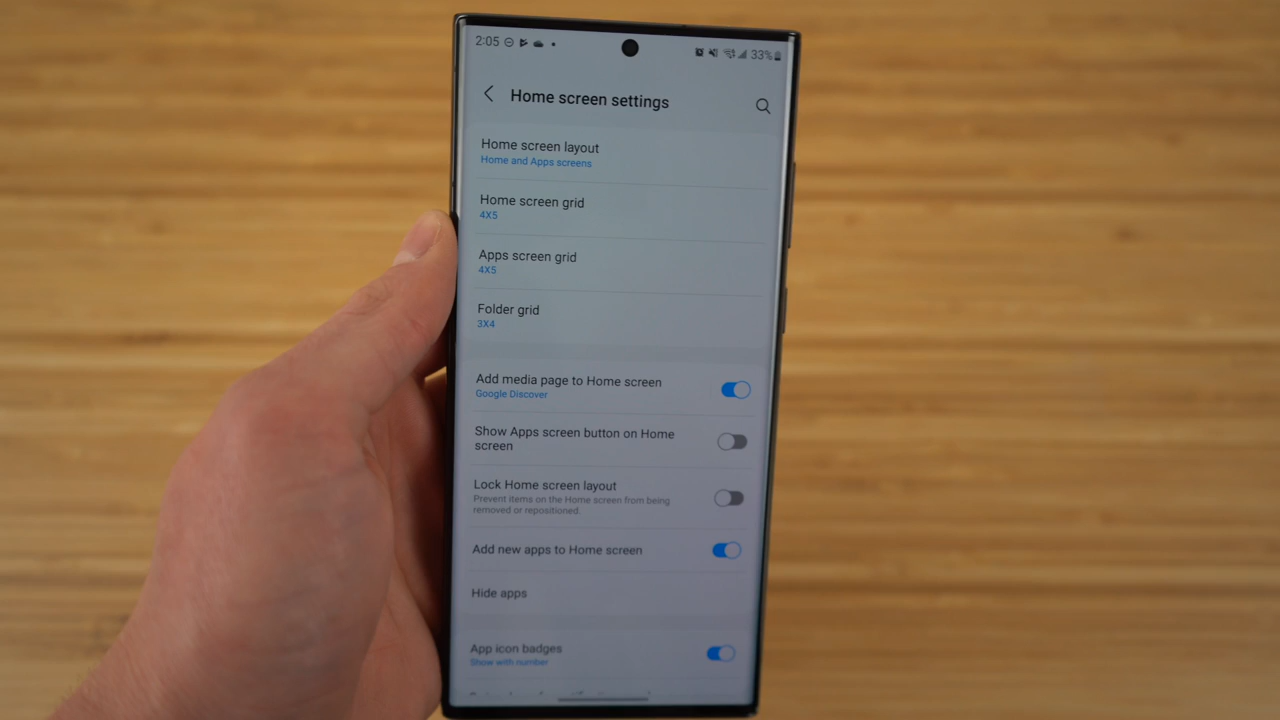 2:05
33%
Home screen settings
Home screen layout
Home and Apps screens
Home screen grid
4X5
Apps screen grid
4X5
Folder grid
3X4
Add media page to Home screen
Google Discover
Show Apps screen button on Home
screen
Lock Home screen layout
Prevent items on the Home screen from being
removed or repositioned.
Add new apps to Home screen
Hide apps
App icon badges
Show with number